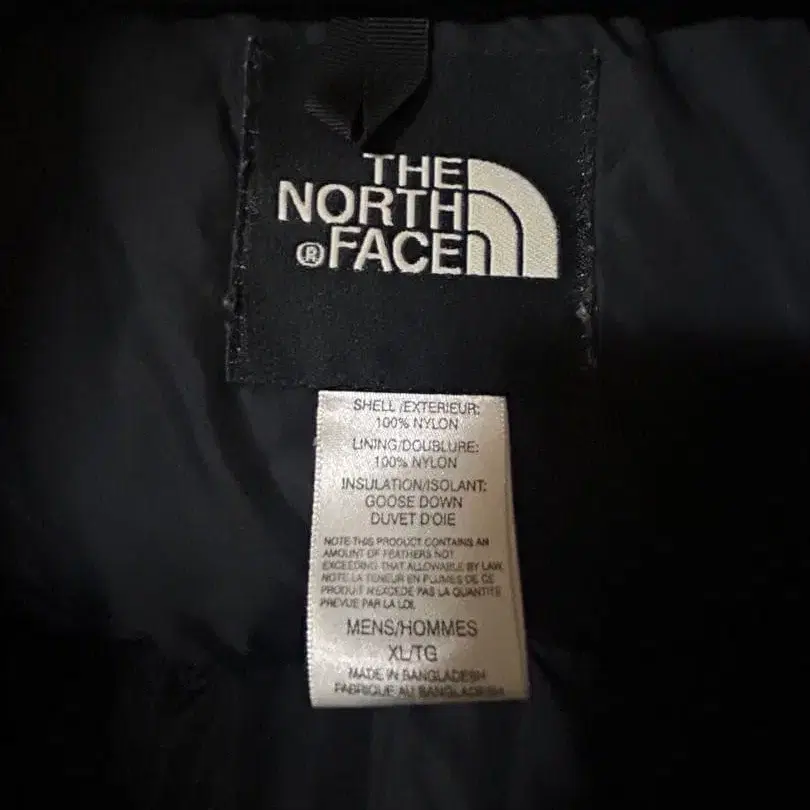 THE
NORTH
® FACE
SHELL/EXTERIEUR:
100% NYLON
LINING/DOUBLURE:
100% NYLON
INSULATION/ISOLANT:
GOOSE DOWN
DUVET D'OIE
NOTE THIS PRODUCT CONTAINS AN
AMOUNT OF FEATHERS NOT
EXCEEDING THAT ALLOWABLE BY LAW.
NOTE LA TENEUR EN PLUMES DE CE
PRODUIT N'EXCEDE PAS LA QUANTITE
PREVUE PAR LA LOI.
MENS/HOMMES
XL/TG
MADE IN BANGLADESH
FABRIQUE AU BANGLADESH